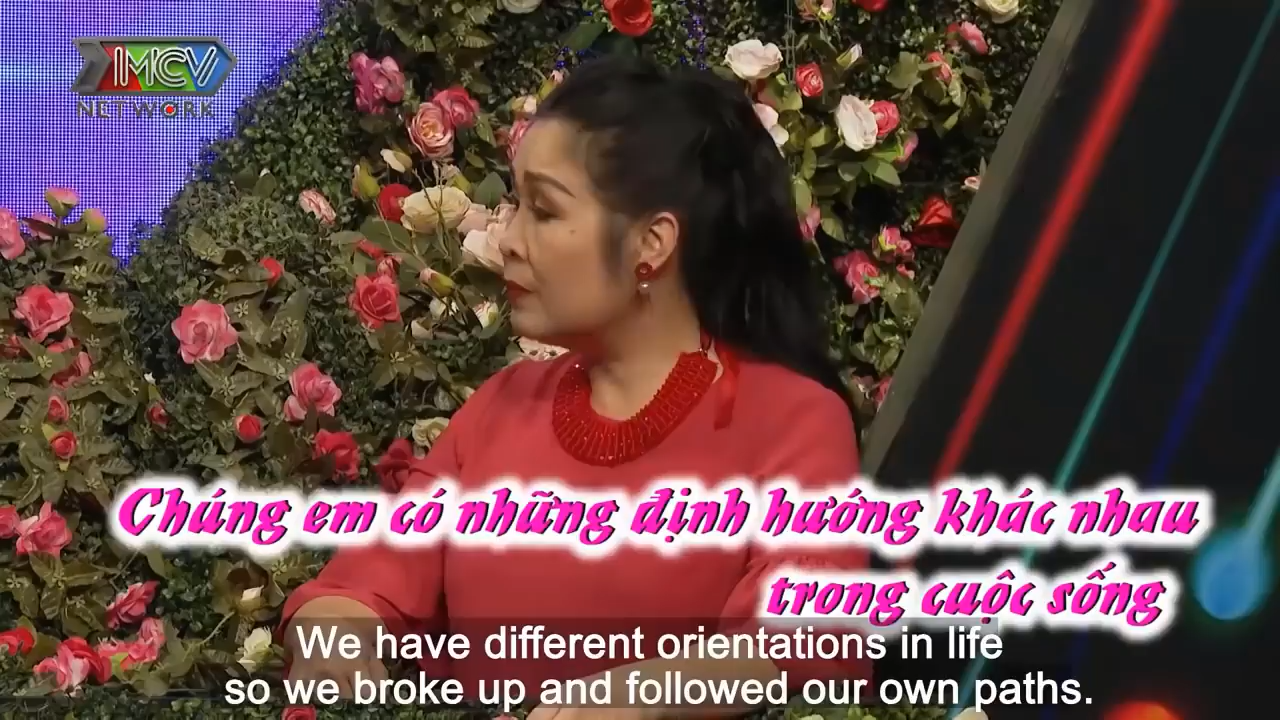 MCV
NETWORK
Chúng em có những định hướng khác nhau
trong cuộc sống
We have different orientations in life
so we broke up and followed our own paths.